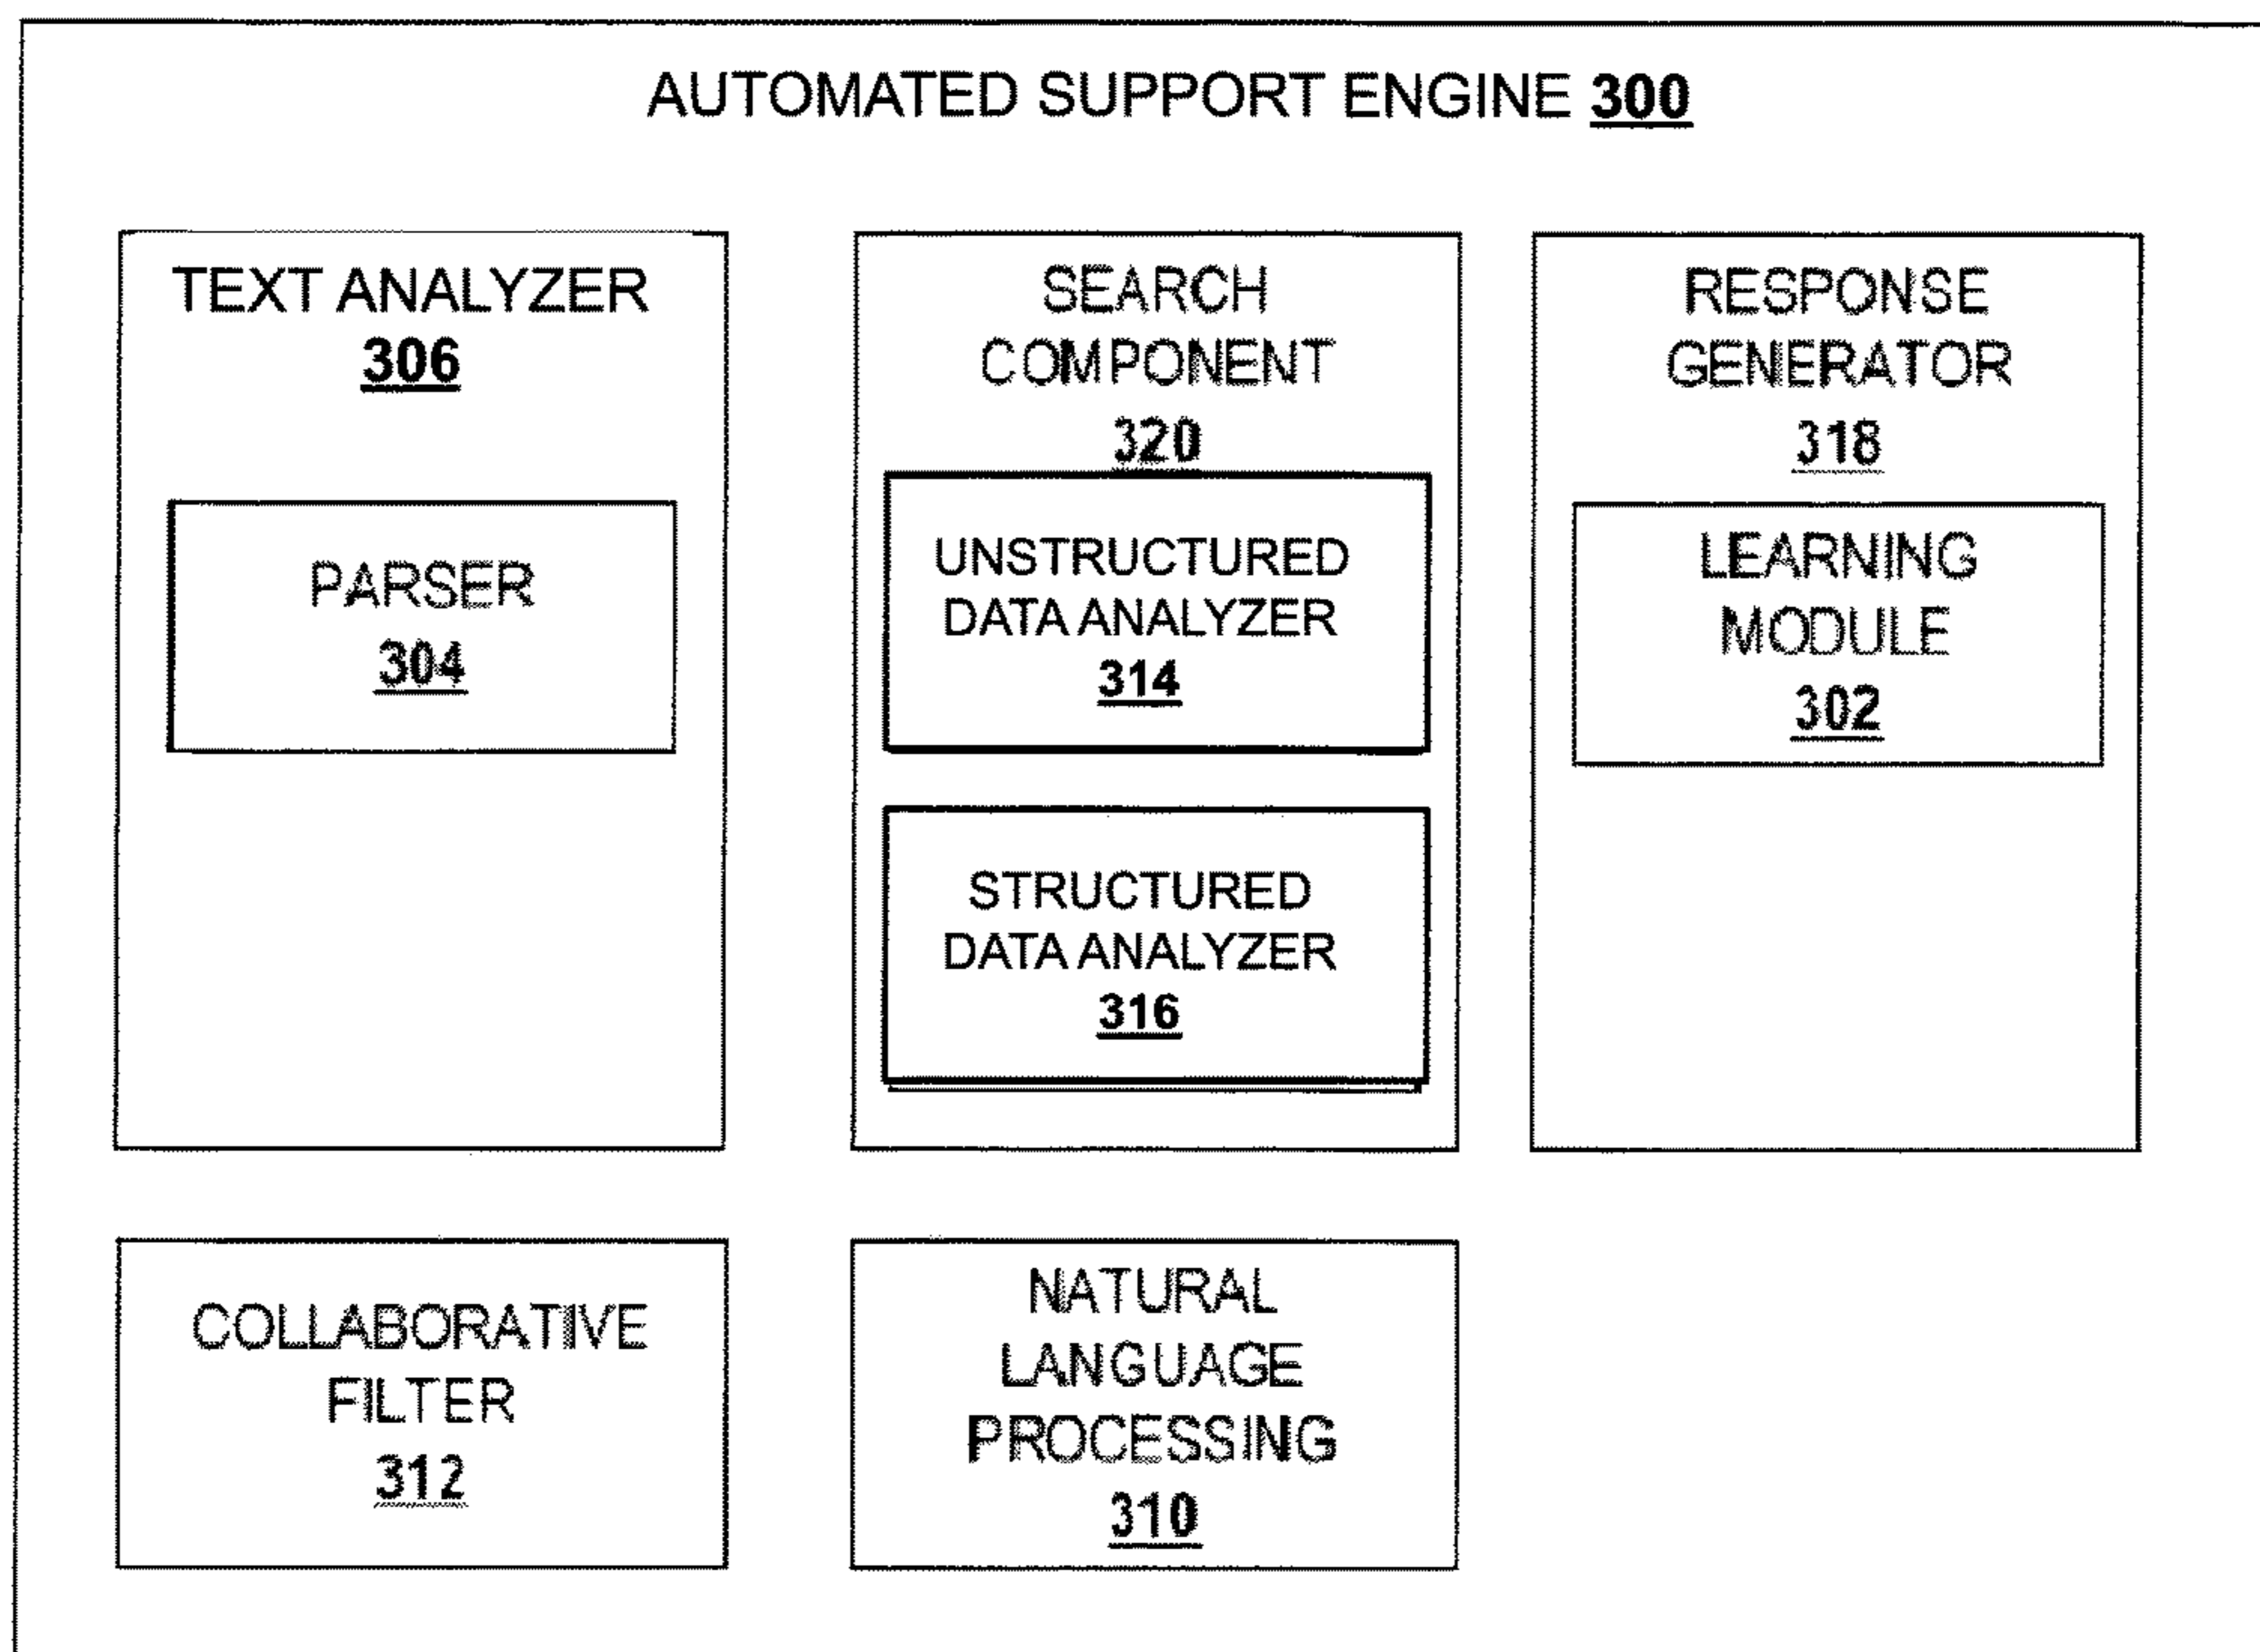 AUTOMATED SUPPORT ENGINE 300
TEXT ANALYZER
306
PARSER
304
SEARCH
COMPONENT
320
UNSTRUCTURED
DATA ANALYZER
314
STRUCTURED
DATA ANALYZER
316
RESPONSE
GENERATOR
318
LEARNING
MODULE
302
COLLABORATIVE
FILTER
312
NATURAL
LANGUAGE
PROCESSING
310